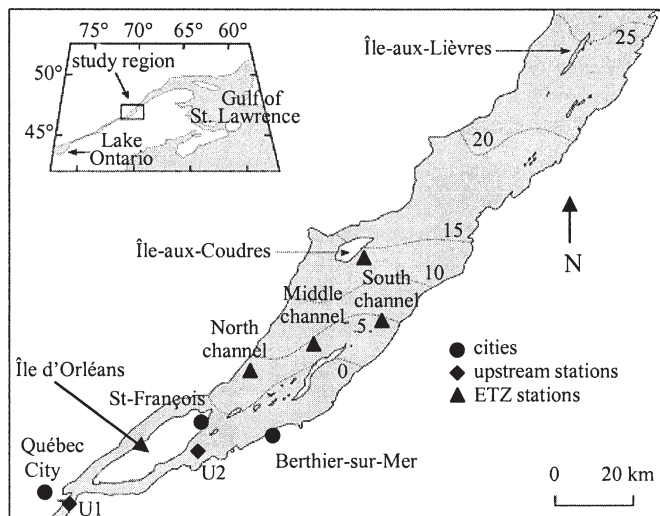 75° 70° 65° 60°
50°
45°
study region
Gulf of
St. Lawrence
Lake
Ontario
Île-aux-Lièvres
25
20
15
Île-aux-Coudres
10
South
channel
Middle
channel
5
North
channel
0
Île d'Orléans
St-François
Québec
City
U1
U2
Berthier-sur-Mer
N
cities
upstream stations
ETZ stations
0 20 km